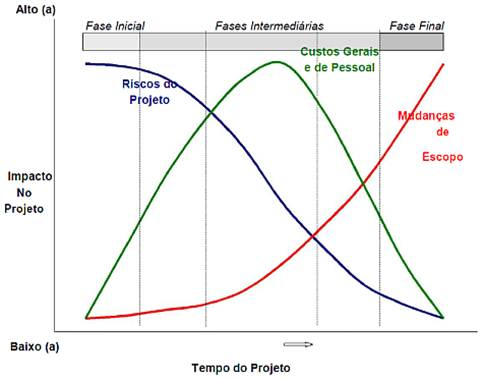 Alto (a)
Fase Inicial
Fases Intermediárias
Fase Final
Custos Gerais
e de Pessoal
Riscos do
Projeto
Mudanças
de
Escopo
Impacto
No
Projeto
Baixo (a)
Tempo do Projeto